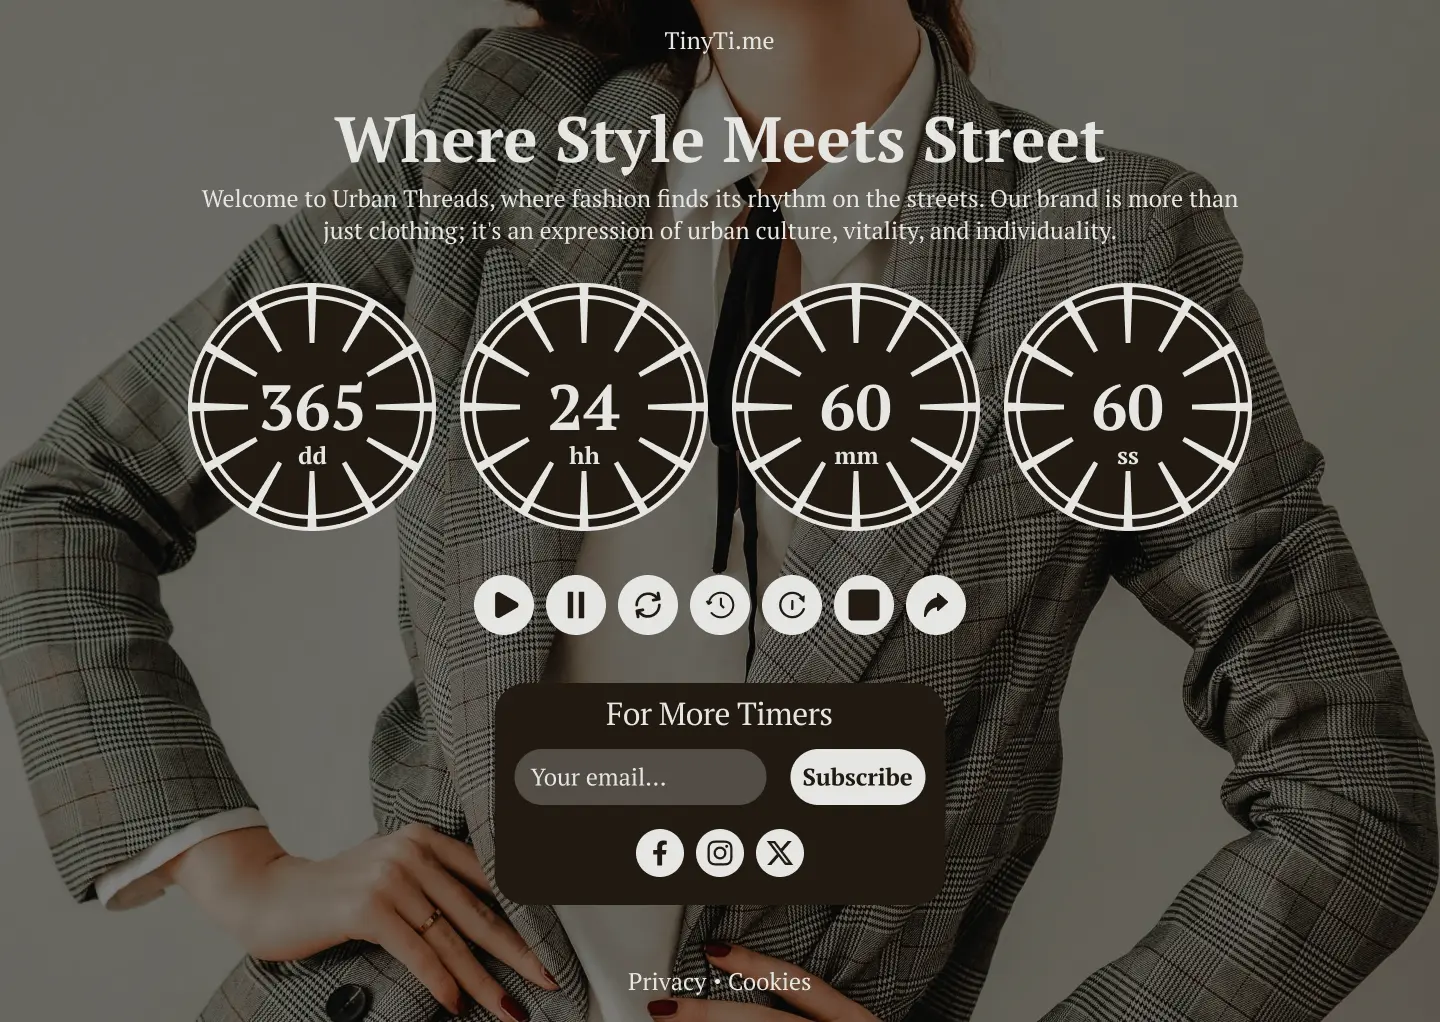 TinyTi.me
Where Style Meets Street
Welcome to Urban Threads, where fashion finds its rhythm on the streets. Our brand is more than
just clothing; it's an expression of urban culture, vitality, and individuality.
365 24 60 60
dd hh mm ss
For More Timers
Your email...
Subscribe
Privacy • Cookies